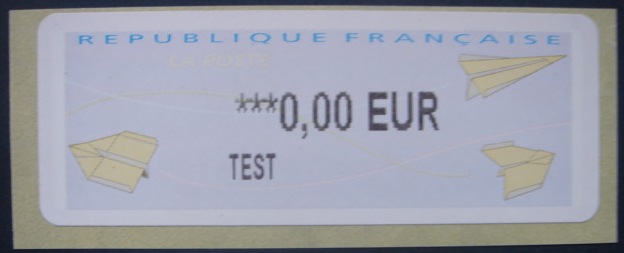 REPUBLIQUE FRANÇAISE
LA POSTE
***0,00 EUR
TEST